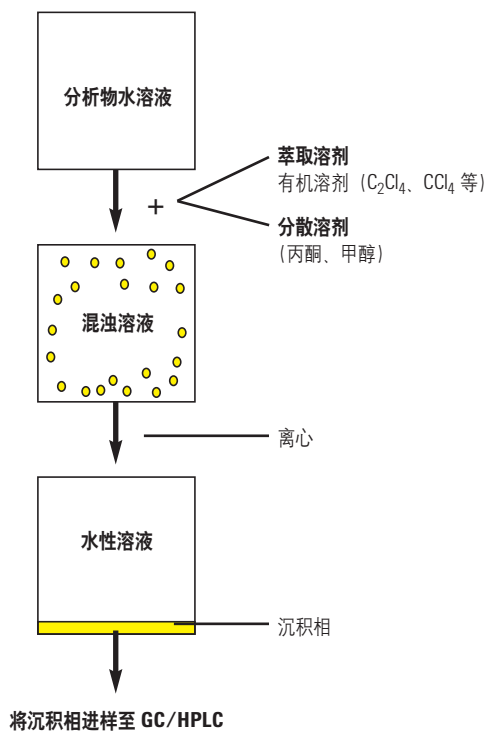 分析物水溶液
萃取溶剂
有机溶剂 (C₂Cl₄、CCl₄ 等)
+
分散溶剂
(丙酮、甲醇)
混浊溶液
离心
水性溶液
沉积相
将沉积相进样至 GC/HPLC